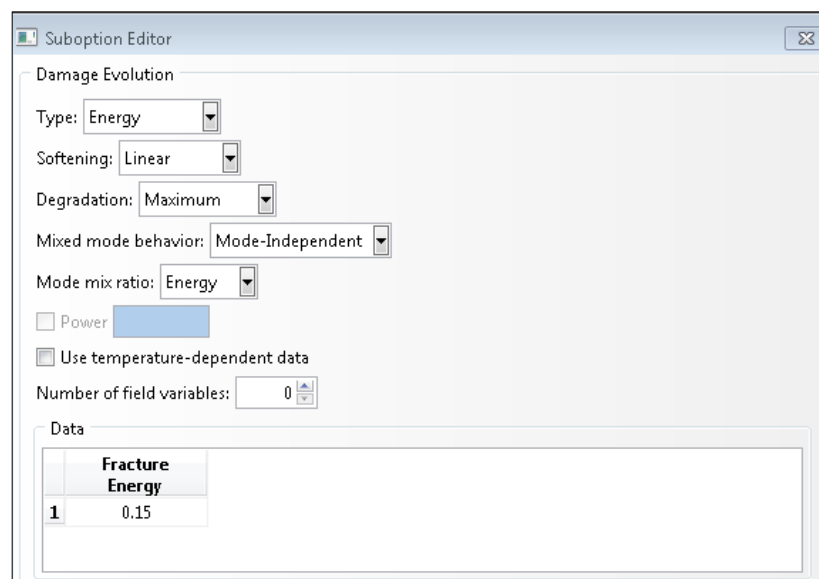 Suboption Editor
Damage Evolution
Type: Energy
Softening: Linear
Degradation: Maximum
Mixed mode behavior: Mode-Independent
Mode mix ratio: Energy
Power
Use temperature-dependent data
Number of field variables: 0
Data
Fracture
Energy
1 0.15